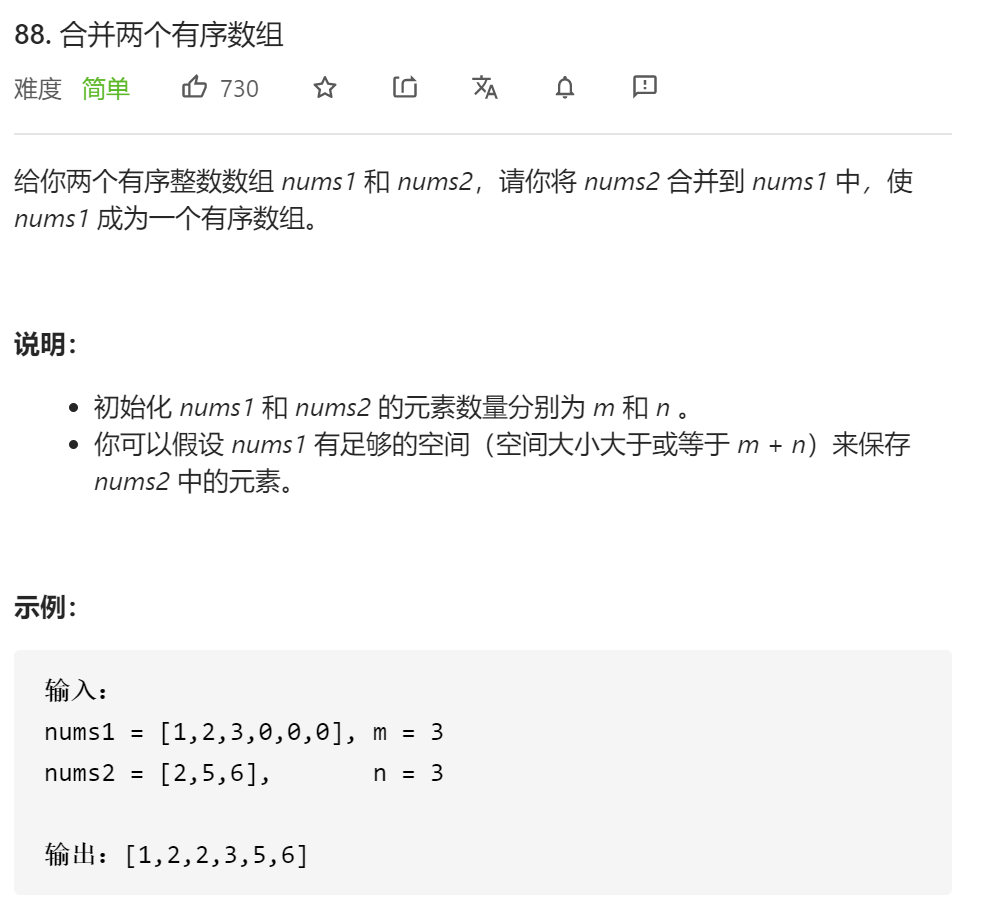 88. 合并两个有序数组
难度 简单 730
给你两个有序整数数组 nums1 和 nums2，请你将 nums2 合并到 nums1 中，使
nums1 成为一个有序数组。
说明：
• 初始化 nums1 和 nums2 的元素数量分别为 m 和 n 。
• 你可以假设 nums1 有足够的空间（空间大小大于或等于 m + n）来保存
nums2 中的元素。
示例：
输入：
nums1 = [1,2,3,0,0,0], m = 3
nums2 = [2,5,6],       n = 3
输出：[1,2,2,3,5,6]